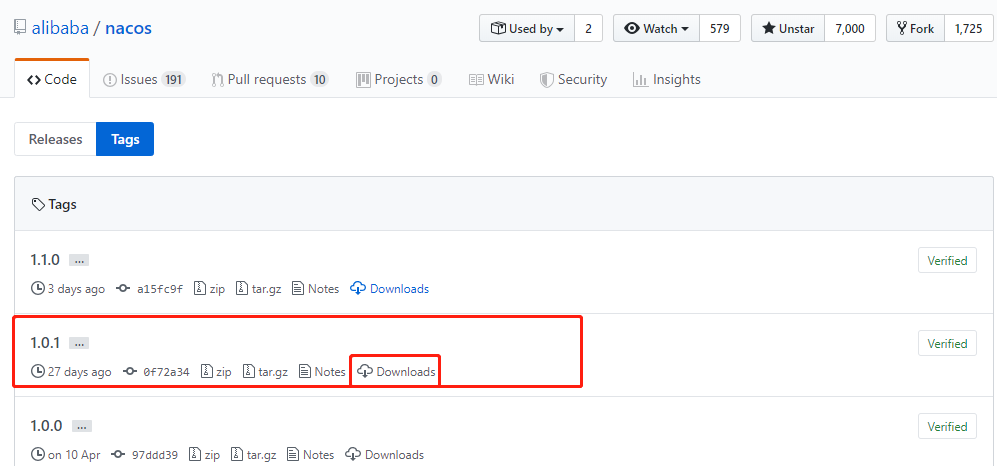 alibaba / nacos
Used by 2 Watch 579 Unstar 7,000 Fork 1,725
Code Issues 191 Pull requests 10 Projects 0 Wiki Security Insights
Releases Tags
Tags
1.1.0 ... Verified
3 days ago a15fc9f zip tar.gz Notes Downloads
1.0.1 ... Verified
27 days ago 0f72a34 zip tar.gz Notes Downloads
1.0.0 ... Verified
on 10 Apr 97ddd39 zip tar.gz Notes Downloads